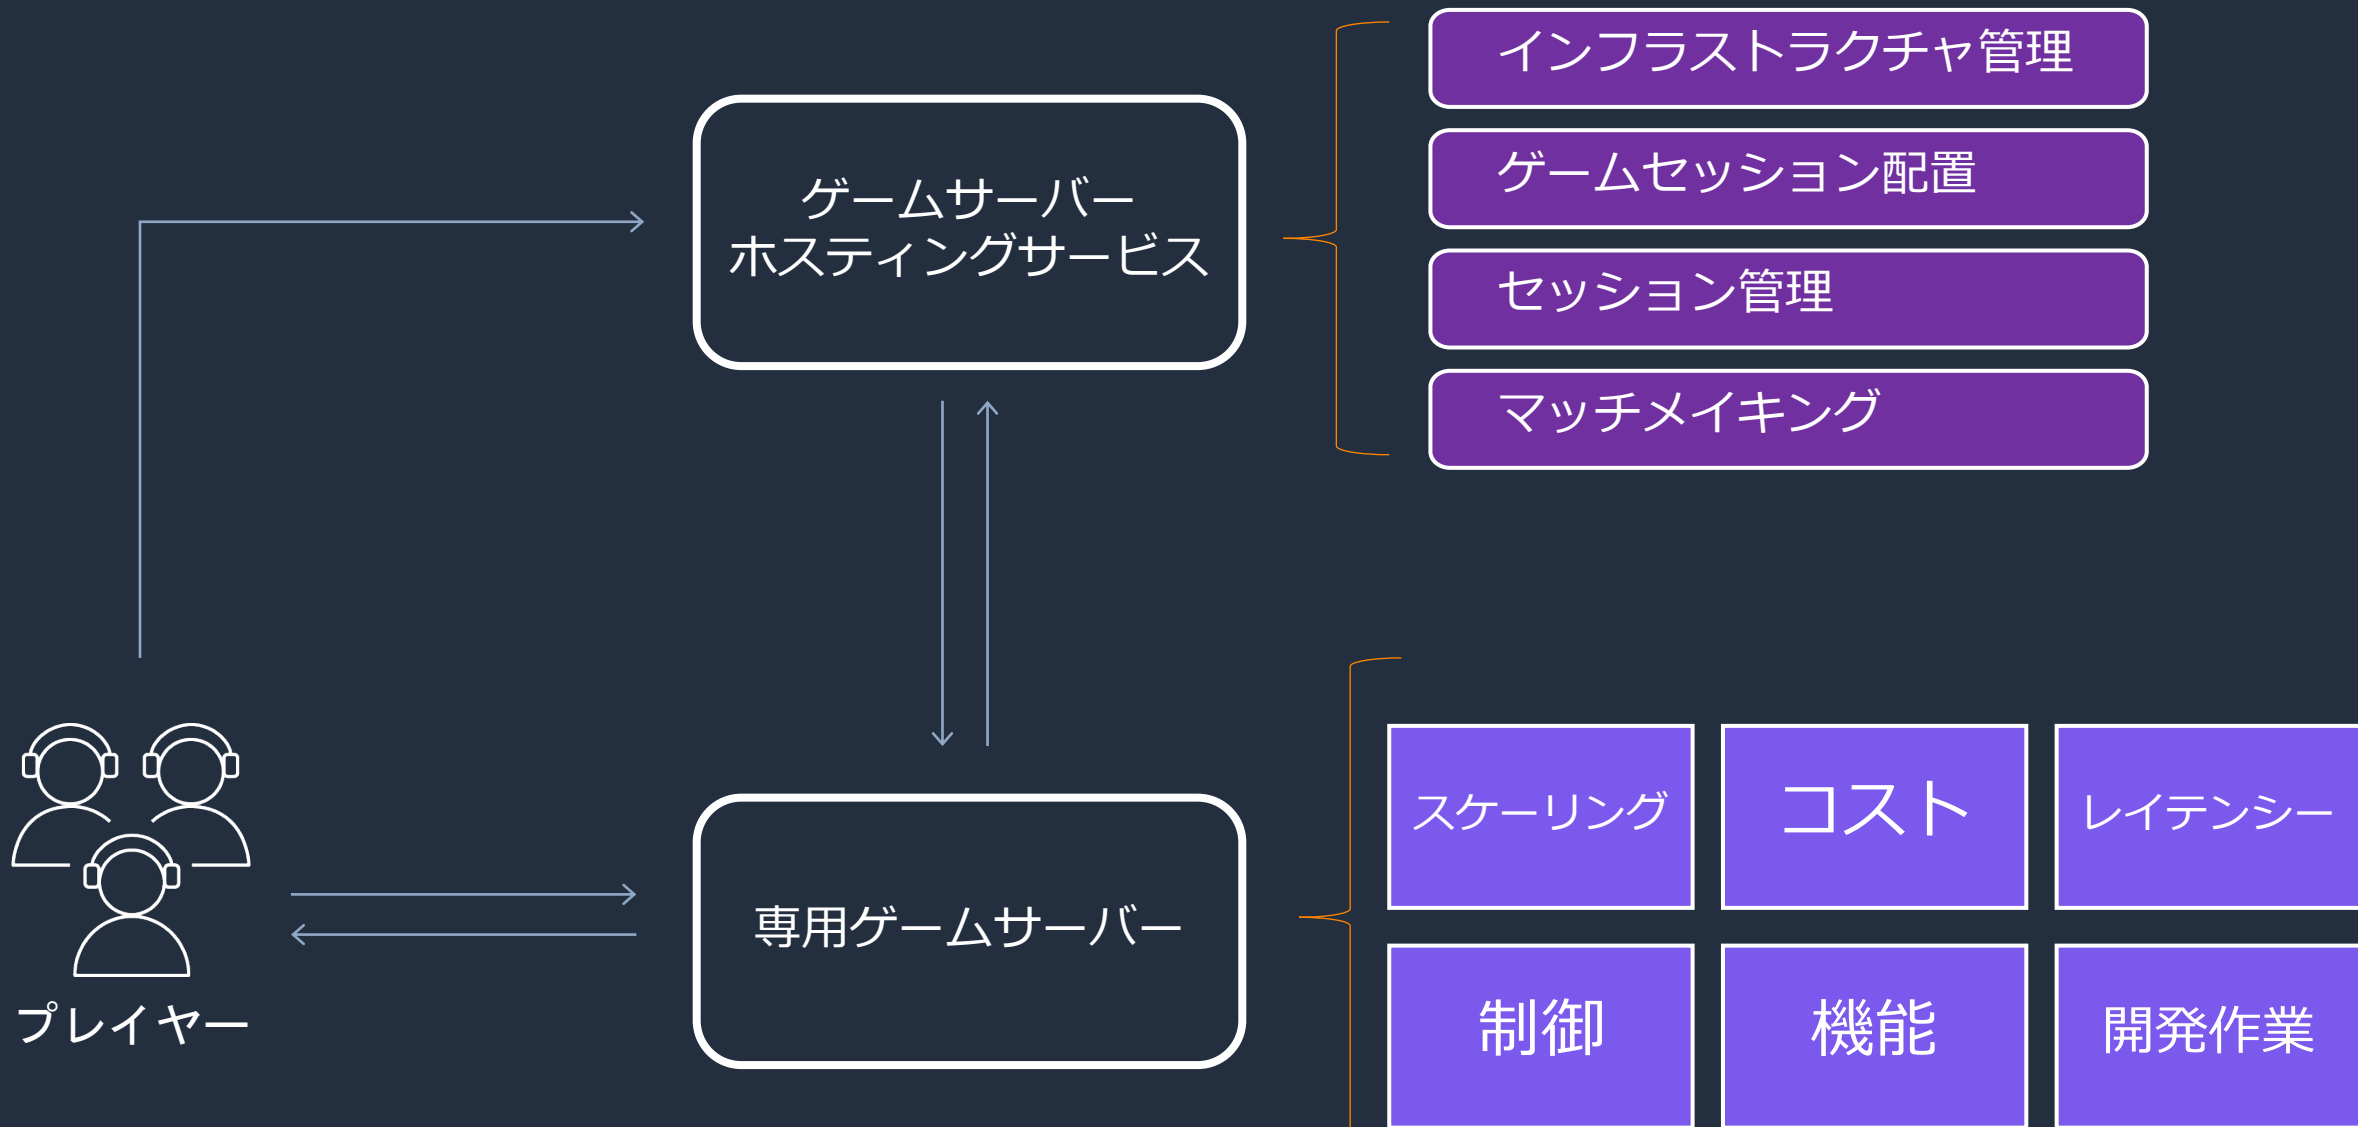 インフラストラクチャ管理
ゲームセッション配置
セッション管理
マッチメイキング
ゲームサーバー
ホスティングサービス
専用ゲームサーバー
プレイヤー
スケーリング
コスト
レイテンシー
制御
機能
開発作業